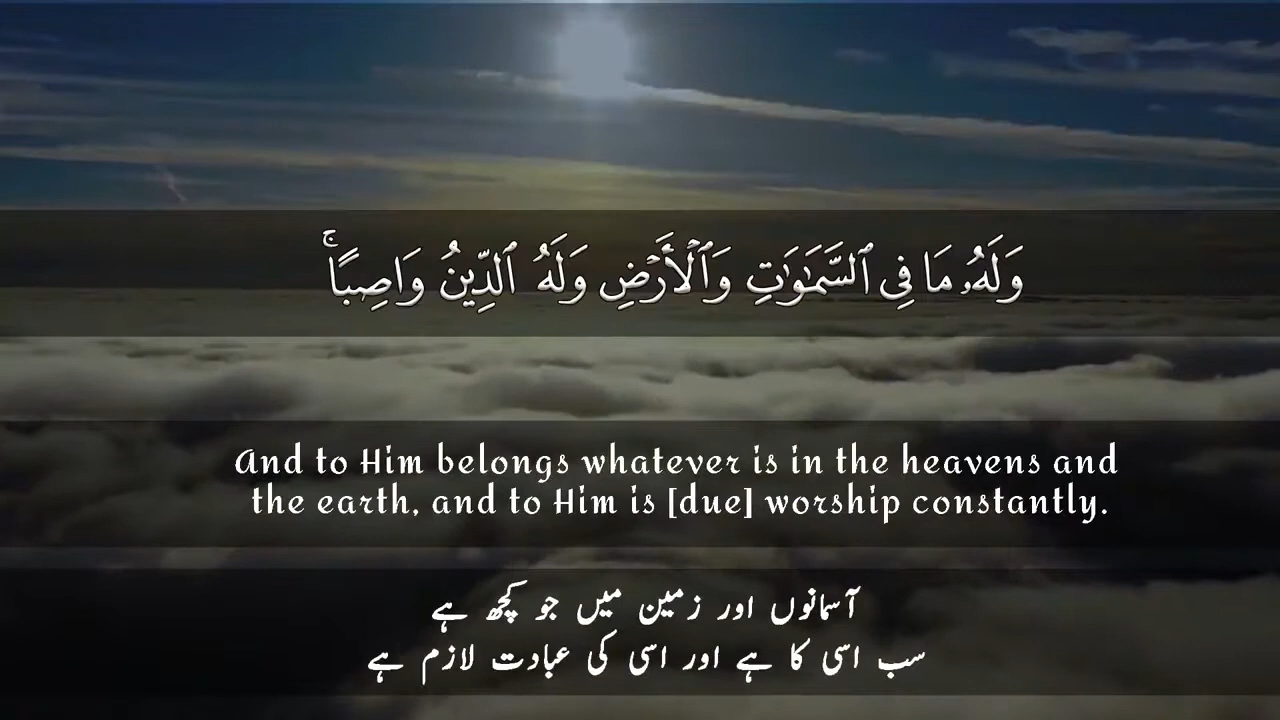 وَلَهُۥ مَا فِى ٱلسَّمَـٰوَٰتِ وَٱلْأَرْضِ وَلَهُ ٱلدِّينُ وَاصِبًا ۚ
And to Him belongs whatever is in the heavens and
the earth, and to Him is [due] worship constantly.
آسمانوں اور زمین میں جو کچھ ہے
سب اسی کا ہے اور اسی کی عبادت لازم ہے